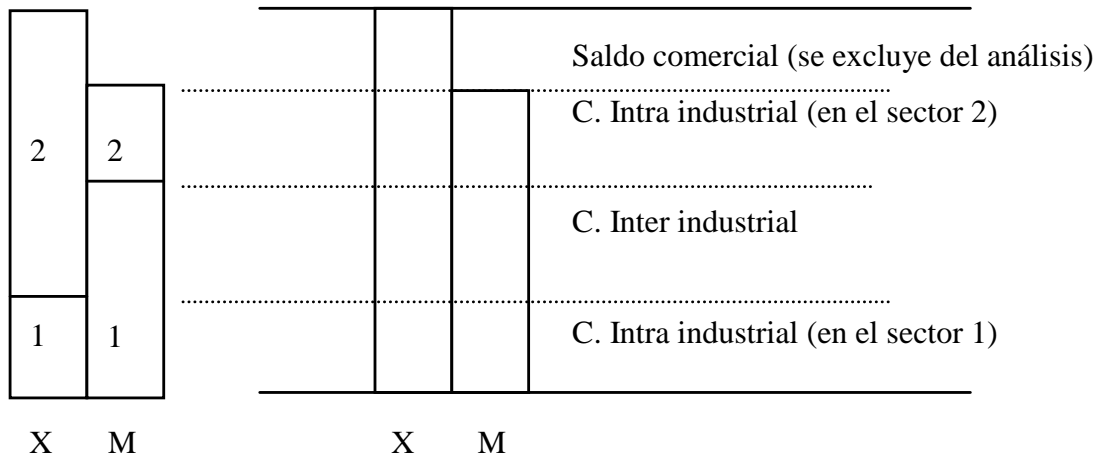 Saldo comercial (se excluye del análisis)
C. Intra industrial (en el sector 2)
2 2
C. Inter industrial
1 1
C. Intra industrial (en el sector 1)
X M X M